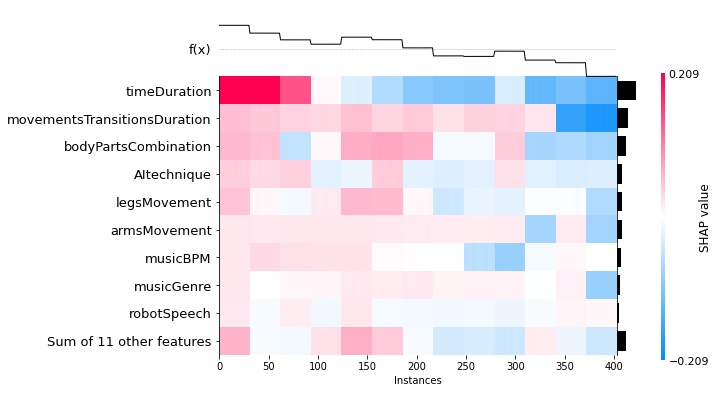 f(x)
timeDuration
movementsTransitionsDuration
bodyPartsCombination
AItechnique
legsMovement
armsMovement
musicBPM
musicGenre
robotSpeech
Sum of 11 other features
0 50 100 150 200 250 300 350 400
Instances
0.209
SHAP value
−0.209